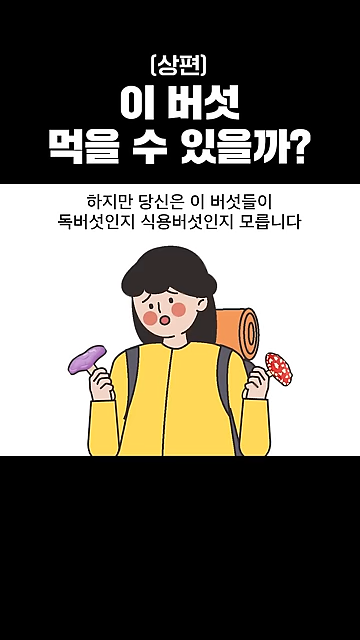 (상편)
이 버섯
먹을 수 있을까?
하지만 당신은 이 버섯들이
독버섯인지 식용버섯인지 모릅니다